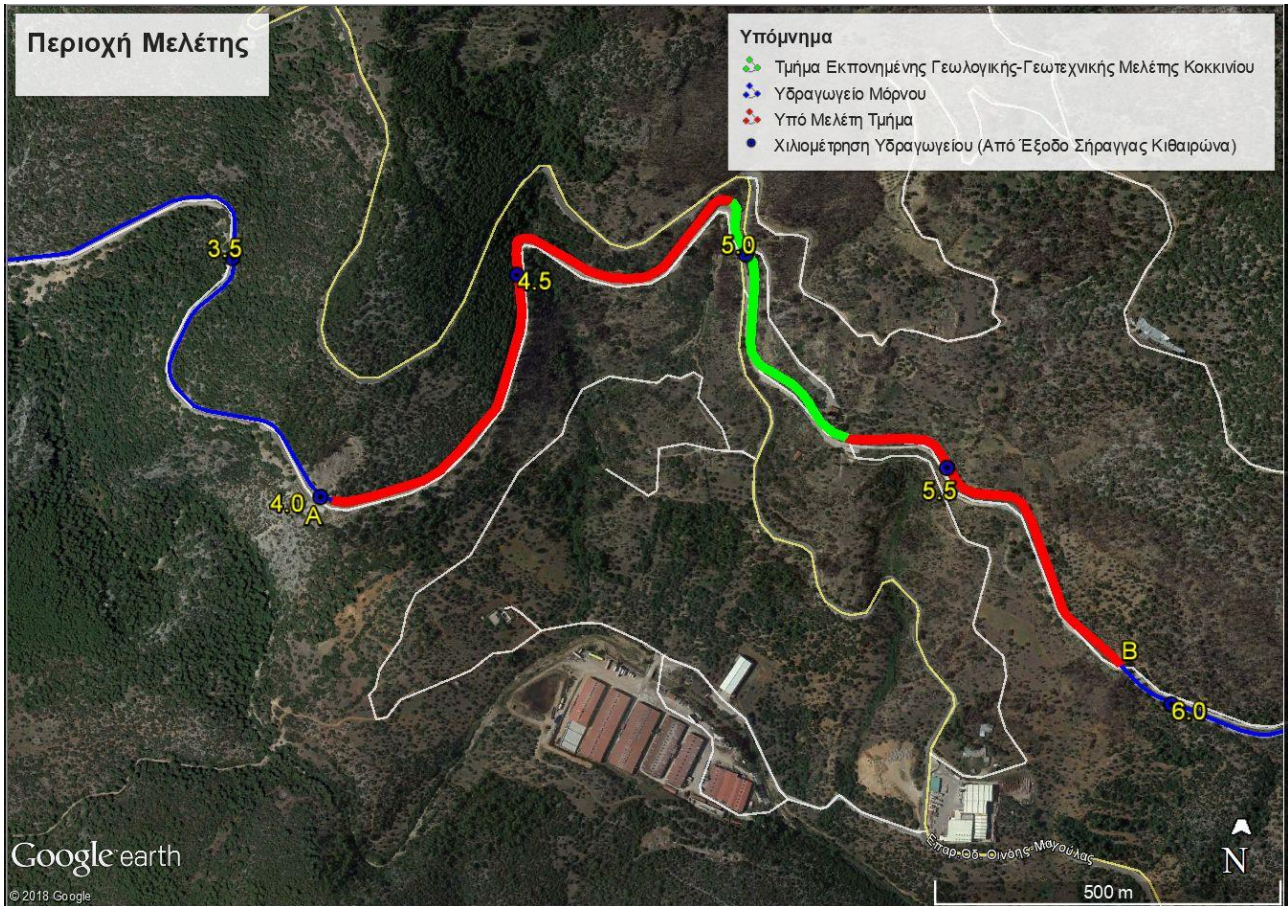 Περιοχή Μελέτης
Υπόμνημα
Τμήμα Εκπονημένης Γεωλογικής-Γεωτεχνικής Μελέτης Κοκκινίου
Υδραγωγείο Μόρνου
Υπό Μελέτη Τμήμα
Χιλιομέτρηση Υδραγωγείου (Από Έξοδο Σήραγγας Κιθαιρώνα)
3.5
5.0
4.5
4.0
A
5.5
B
6.0
Επαρ.Οδ. Οινόης Μαγούλας
Google earth
N
© 2018 Google
500 m